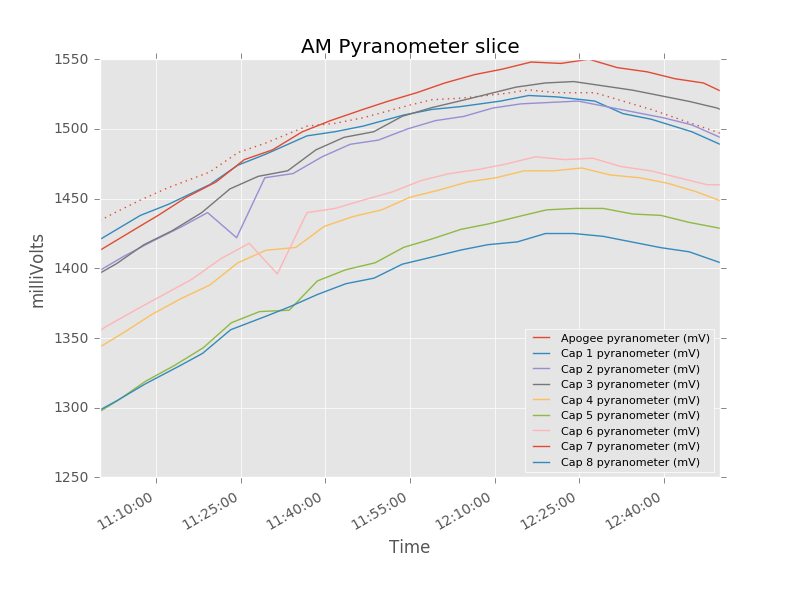 AM Pyranometer slice
1550
1500
1450
1400
1350
1300
1250
milliVolts
Apogee pyranometer (mV)
Cap 1 pyranometer (mV)
Cap 2 pyranometer (mV)
Cap 3 pyranometer (mV)
Cap 4 pyranometer (mV)
Cap 5 pyranometer (mV)
Cap 6 pyranometer (mV)
Cap 7 pyranometer (mV)
Cap 8 pyranometer (mV)
11:10:00
11:25:00
11:40:00
11:55:00
12:10:00
12:25:00
12:40:00
Time